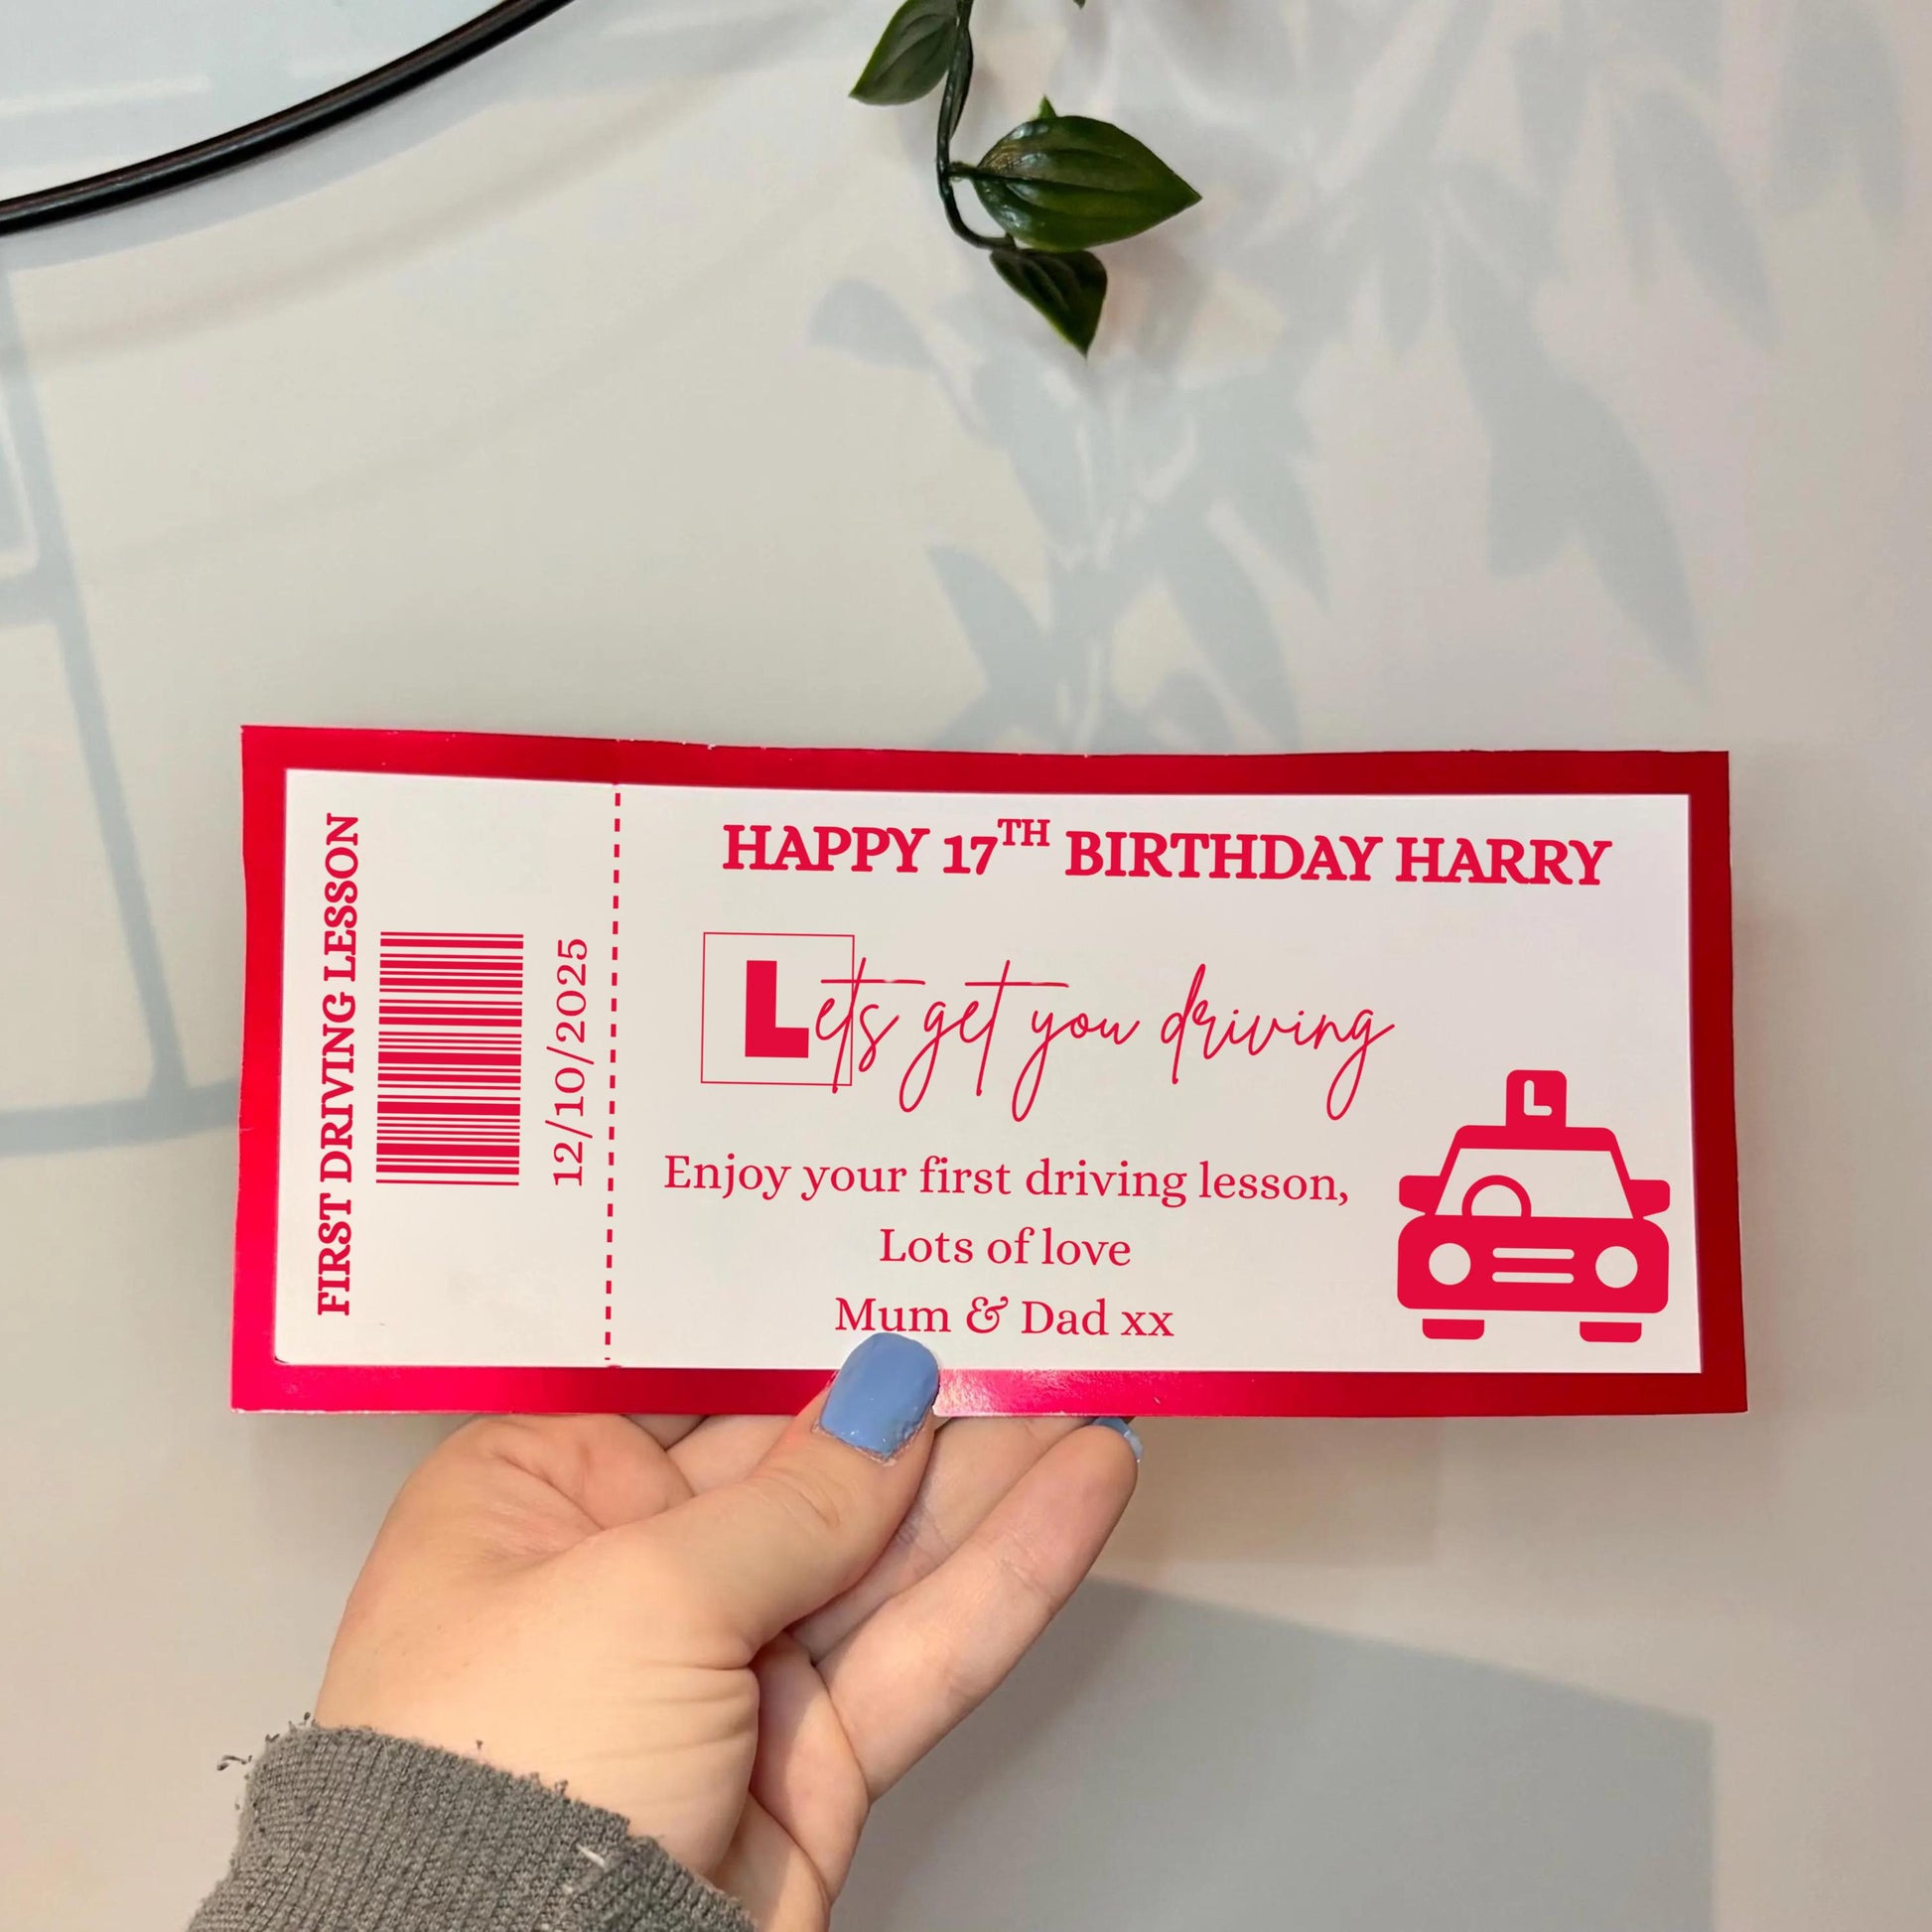 FIRST DRIVING LESSON
12/10/2025
HAPPY 17TH BIRTHDAY HARRY
Lets get you driving
L
Enjoy your first driving lesson,
Lots of love
Mum & Dad xx